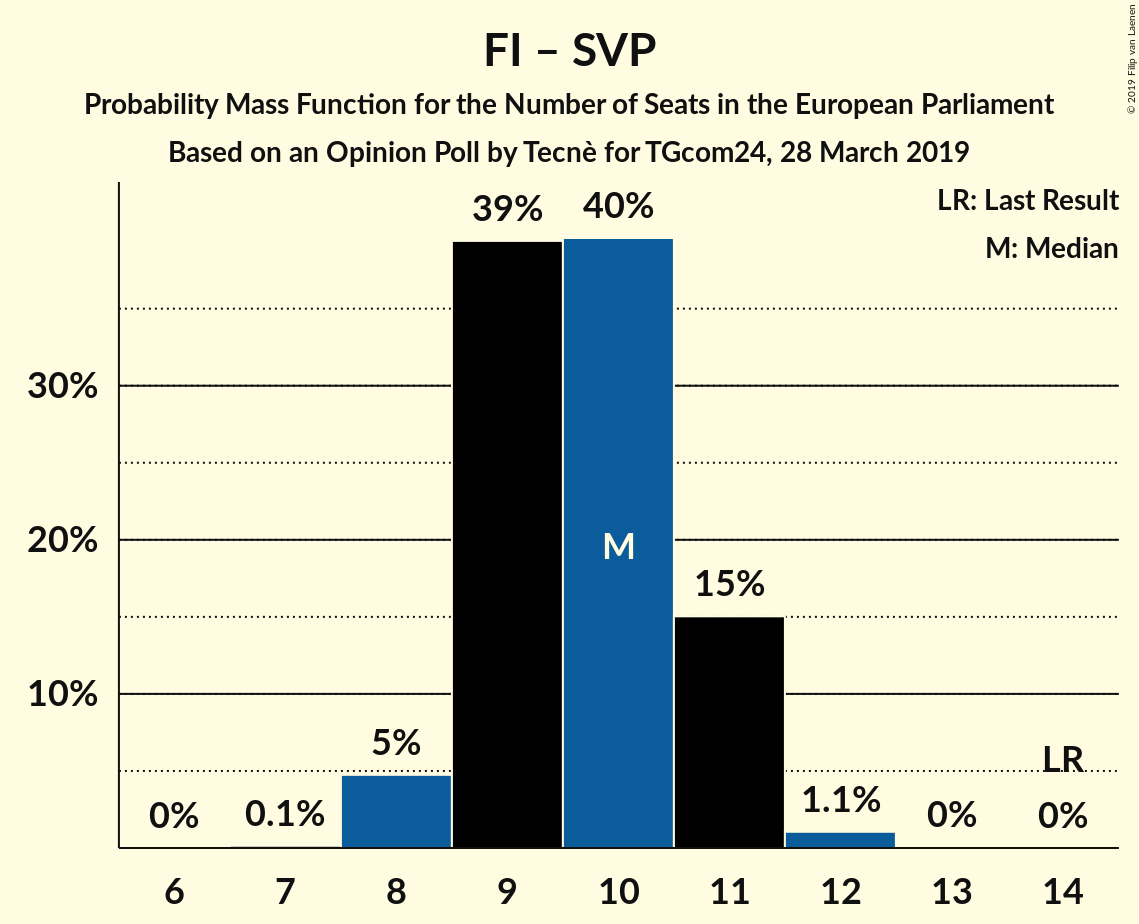 FI – SVP
Probability Mass Function for the Number of Seats in the European Parliament
Based on an Opinion Poll by Tecnè for TGcom24, 28 March 2019
© 2019 Filip van Laenen
LR: Last Result
M: Median
39%
40%
30%
20%
M
15%
10%
5%
LR
0%
0.1%
1.1%
0%
0%
6
7
8
9
10
11
12
13
14